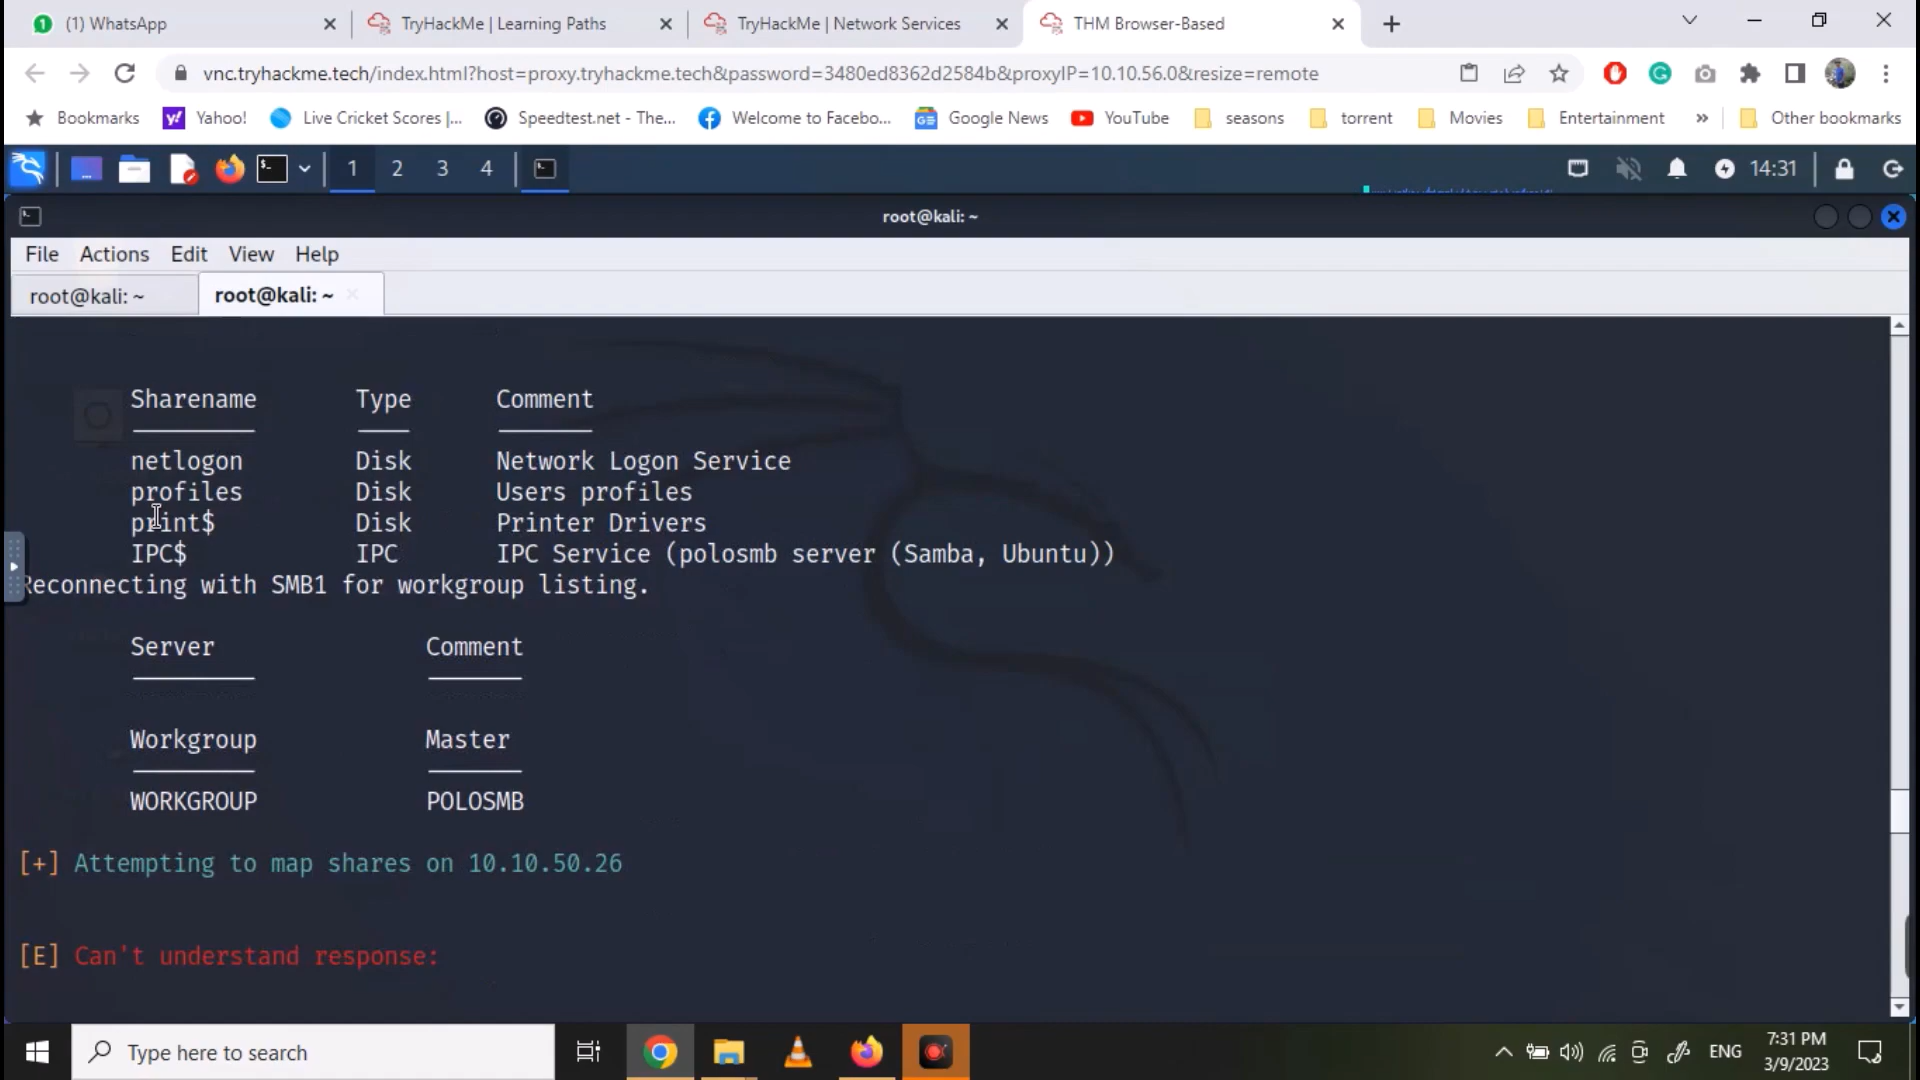 (1) WhatsApp
TryHackMe | Learning Paths
TryHackMe | Network Services
THM Browser-Based
vnc.tryhackme.tech/index.html?host=proxy.tryhackme.tech&password=3480ed8362d2584b&proxyIP=10.10.56.0&resize=remote
Bookmarks
Yahoo!
Live Cricket Scores |...
Speedtest.net - The...
Welcome to Facebo...
Google News
YouTube
seasons
torrent
Movies
Entertainment
»
Other bookmarks
1 2 3 4
14:31
root@kali: ~
File Actions Edit View Help
root@kali: ~
root@kali: ~
Sharename Type Comment
netlogon Disk Network Logon Service
profiles Disk Users profiles
print$ Disk Printer Drivers
IPC$ IPC IPC Service (polosmb server (Samba, Ubuntu))
Reconnecting with SMB1 for workgroup listing.
Server Comment
Workgroup Master
WORKGROUP POLOSMB
[+] Attempting to map shares on 10.10.50.26
[E] Can't understand response:
Type here to search
ENG
7:31 PM
3/9/2023